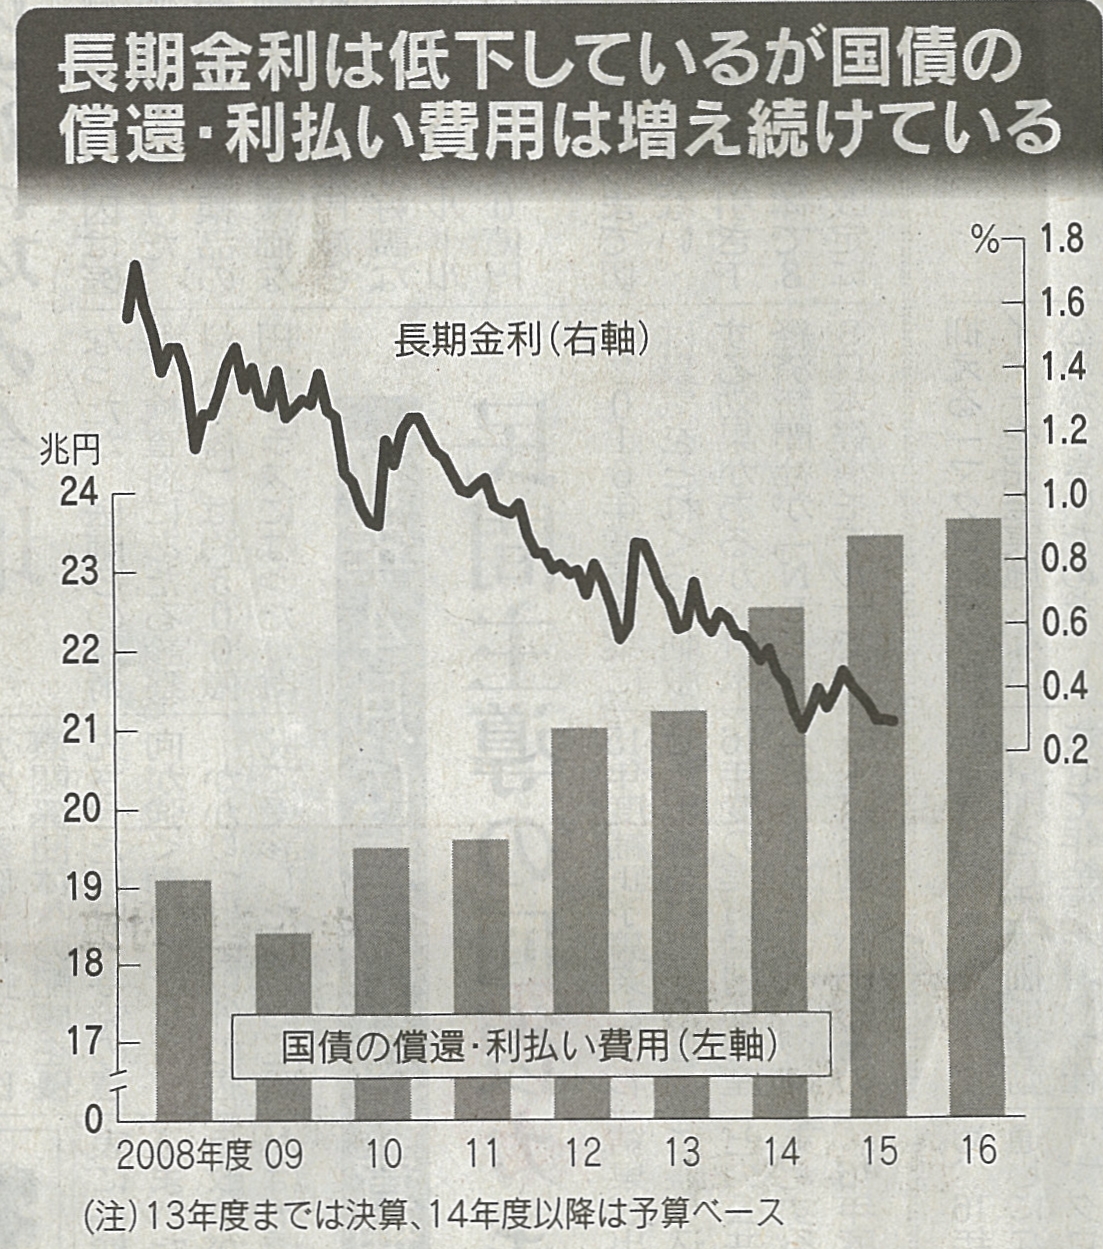 長期金利は低下しているが国債の
償還・利払い費用は増え続けている
%
1.8
1.6
1.4
1.2
1.0
0.8
0.6
0.4
0.2
長期金利(右軸)
兆円
24
23
22
21
20
19
18
17
0
国債の償還・利払い費用(左軸)
2008年度 09 10 11 12 13 14 15 16
(注)13年度までは決算、14年度以降は予算ベース